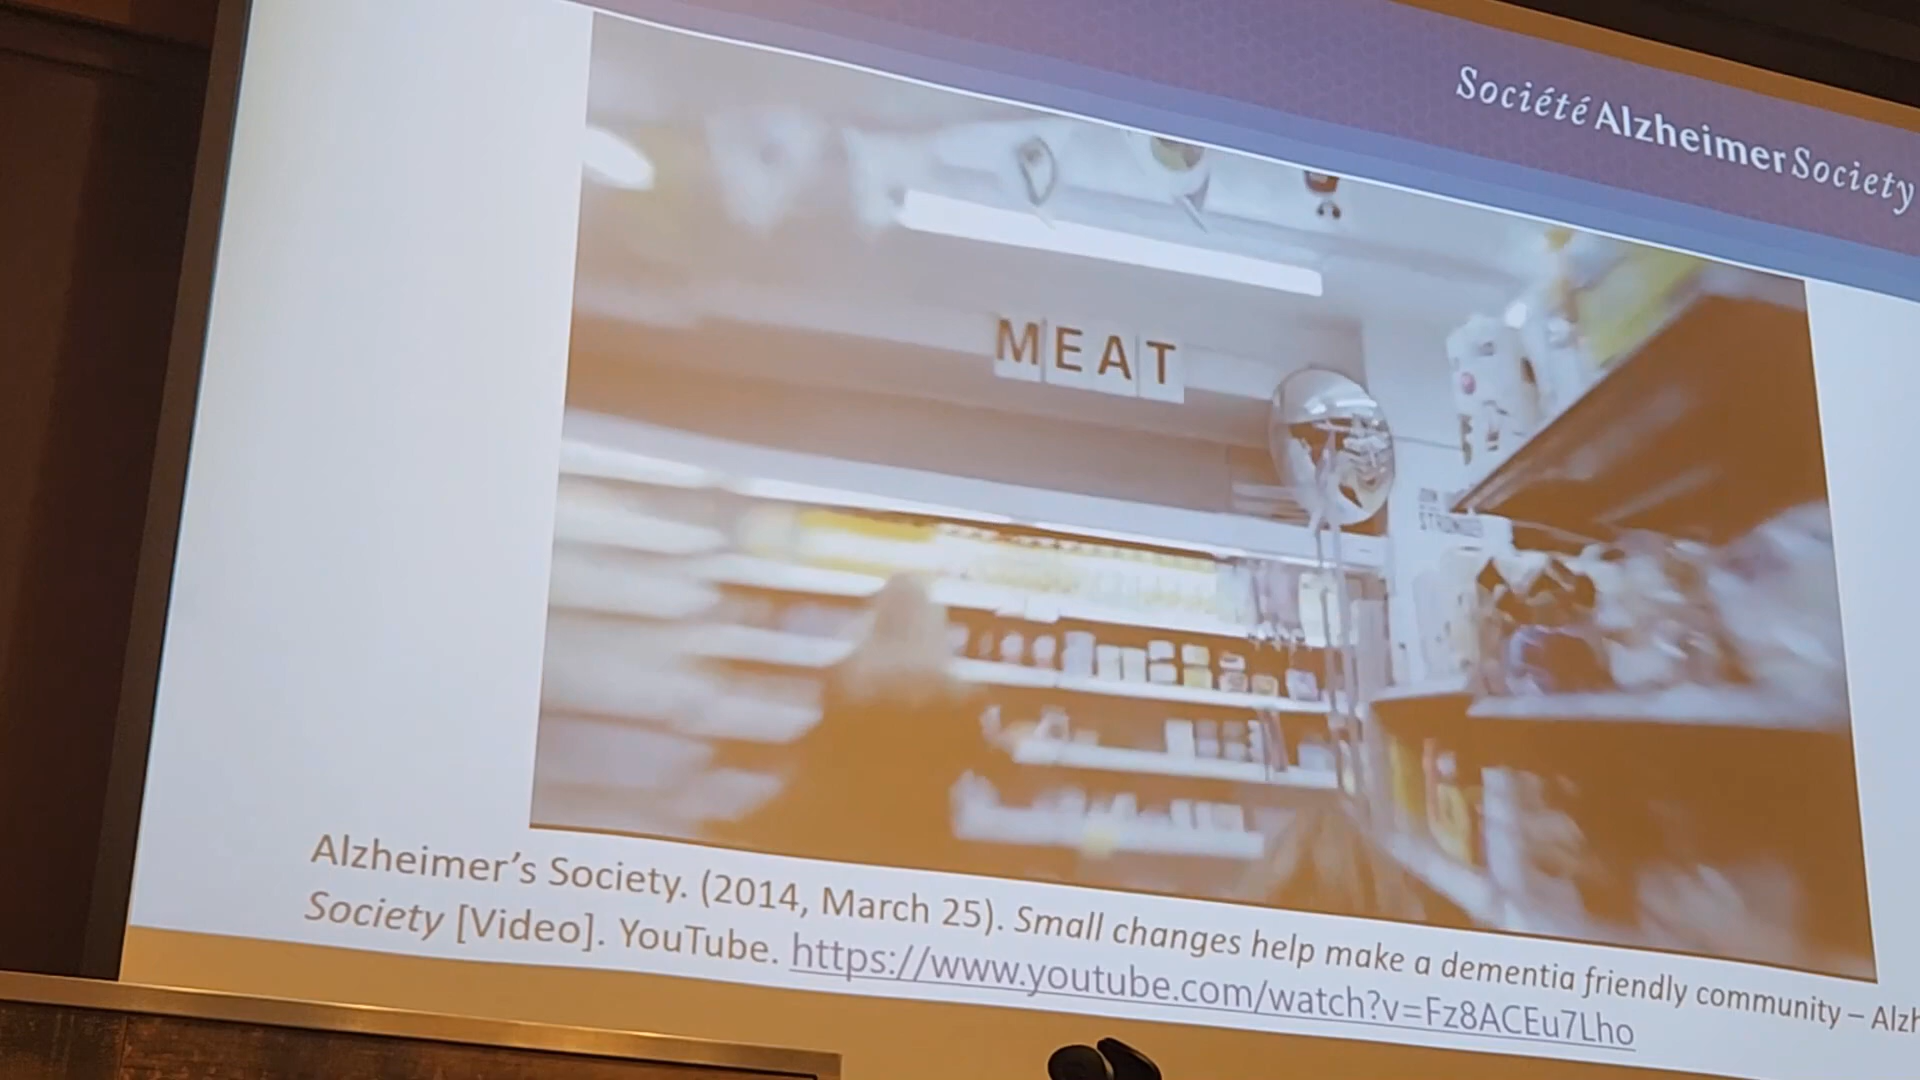 Société Alzheimer Society
MEAT
Alzheimer's Society. (2014, March 25). Small changes help make a dementia friendly community – Alzh
Society [Video]. YouTube. https://www.youtube.com/watch?v=Fz8ACEu7Lho